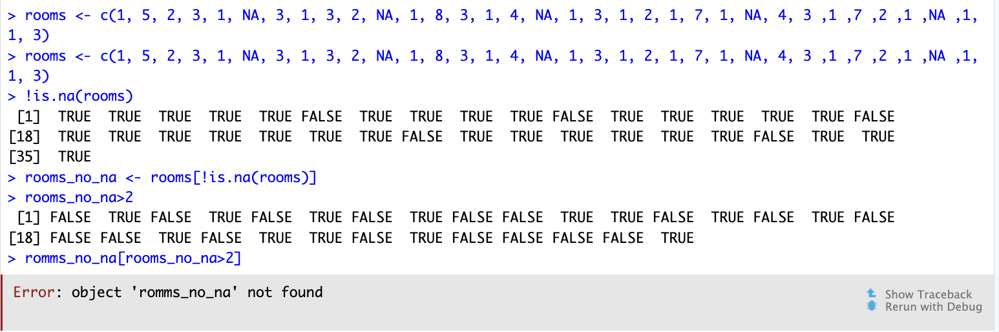 > rooms <- c(1, 5, 2, 3, 1, NA, 3, 1, 3, 2, NA, 1, 8, 3, 1, 4, NA, 1, 3, 1, 2, 1, 7, 1, NA, 4, 3 ,1 ,7 ,2 ,1 ,NA ,1,
1, 3)
> rooms <- c(1, 5, 2, 3, 1, NA, 3, 1, 3, 2, NA, 1, 8, 3, 1, 4, NA, 1, 3, 1, 2, 1, 7, 1, NA, 4, 3 ,1 ,7 ,2 ,1 ,NA ,1,
1, 3)
> !is.na(rooms)
[1] TRUE TRUE TRUE TRUE TRUE FALSE TRUE TRUE TRUE TRUE FALSE TRUE TRUE TRUE TRUE TRUE FALSE
[18] TRUE TRUE TRUE TRUE TRUE TRUE TRUE FALSE TRUE TRUE TRUE TRUE TRUE TRUE FALSE TRUE TRUE
[35] TRUE
> rooms_no_na <- rooms[!is.na(rooms)]
> rooms_no_na>2
[1] FALSE TRUE FALSE TRUE FALSE TRUE FALSE TRUE FALSE FALSE TRUE TRUE FALSE TRUE FALSE TRUE FALSE
[18] FALSE FALSE TRUE FALSE TRUE TRUE FALSE TRUE FALSE FALSE FALSE FALSE TRUE
> romms_no_na[rooms_no_na>2]
Error: object 'romms_no_na' not found
Show Traceback
Rerun with Debug